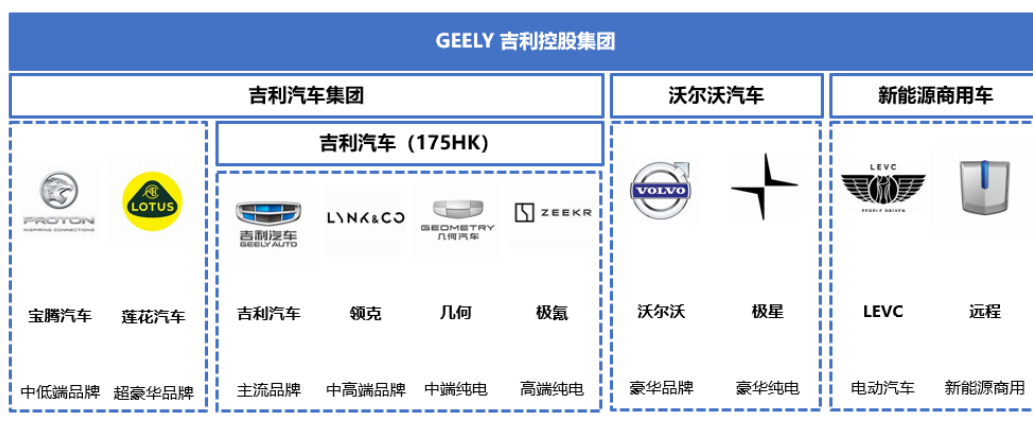 GEELY 吉利控股集团
吉利汽车集团
沃尔沃汽车
新能源商用车
吉利汽车（175HK）
PROTON
INSPIRING CONNECTIONS
LOTUS
吉利汽车
GEELY AUTO
LYNK&CO
GEOMETRY
几何汽车
ZEEKR
VOLVO
LEVC
PEOPLE DRIVEN
宝腾汽车
莲花汽车
吉利汽车
领克
几何
极氪
沃尔沃
极星
LEVC
远程
中低端品牌
超豪华品牌
主流品牌
中高端品牌
中端纯电
高端纯电
豪华品牌
豪华纯电
电动汽车
新能源商用